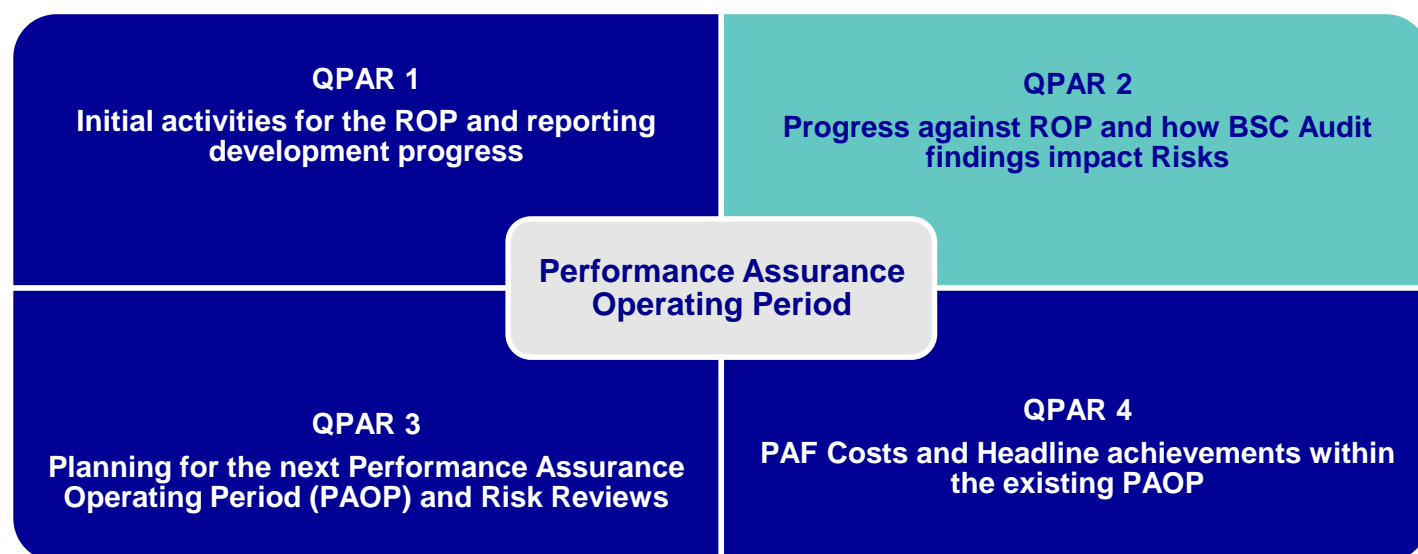 QPAR 1
Initial activities for the ROP and reporting
development progress
QPAR 2
Progress against ROP and how BSC Audit
findings impact Risks
Performance Assurance
Operating Period
QPAR 3
Planning for the next Performance Assurance
Operating Period (PAOP) and Risk Reviews
QPAR 4
PAF Costs and Headline achievements within
the existing PAOP